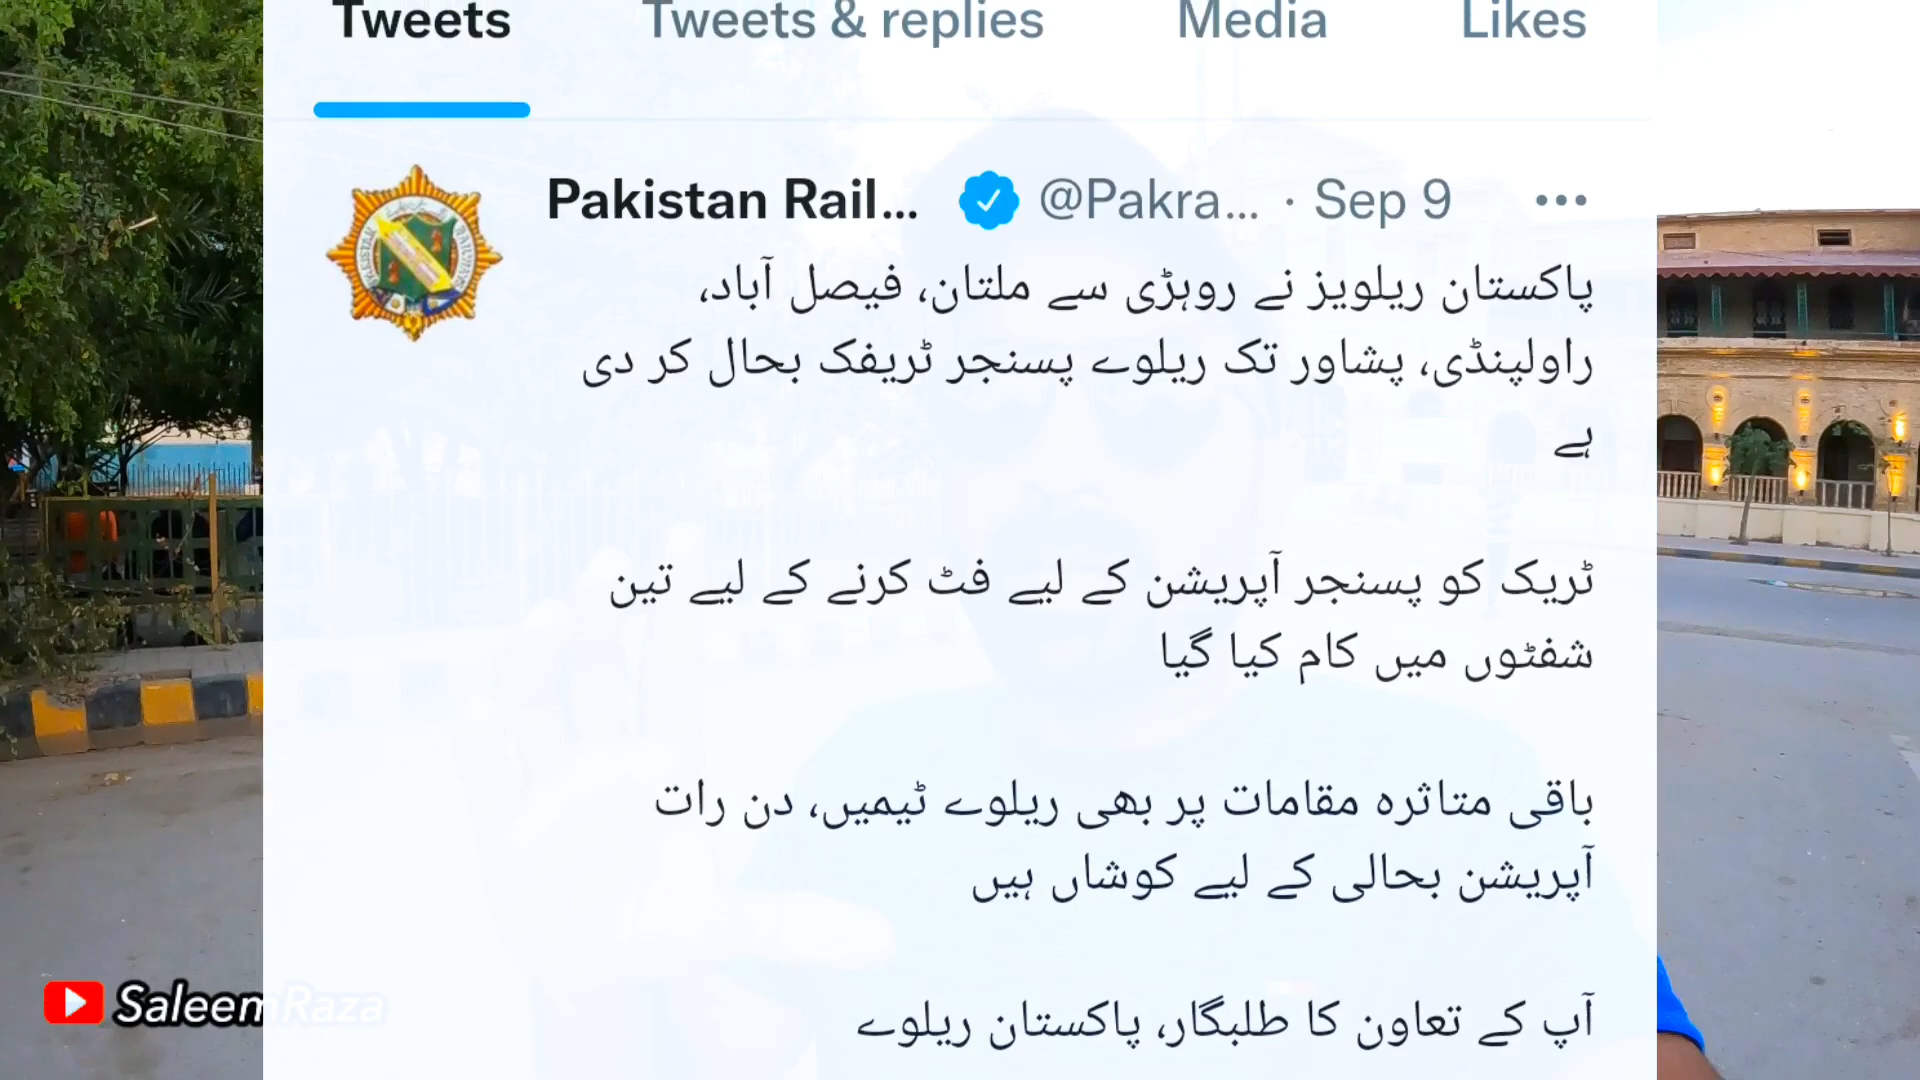 Tweets Tweets & replies Media Likes
Pakistan Rail... @Pakra... · Sep 9
پاکستان ریلویز نے روہڑی سے ملتان، فیصل آباد،
راولپنڈی، پشاور تک ریلوے پسنجر ٹریفک بحال کر دی
ہے
ٹریک کو پسنجر آپریشن کے لیے فٹ کرنے کے لیے تین
شفٹوں میں کام کیا گیا
باقی متاثرہ مقامات پر بھی ریلوے ٹیمیں، دن رات
آپریشن بحالی کے لیے کوشاں ہیں
آپ کے تعاون کا طلبگار، پاکستان ریلوے
SaleemRaza